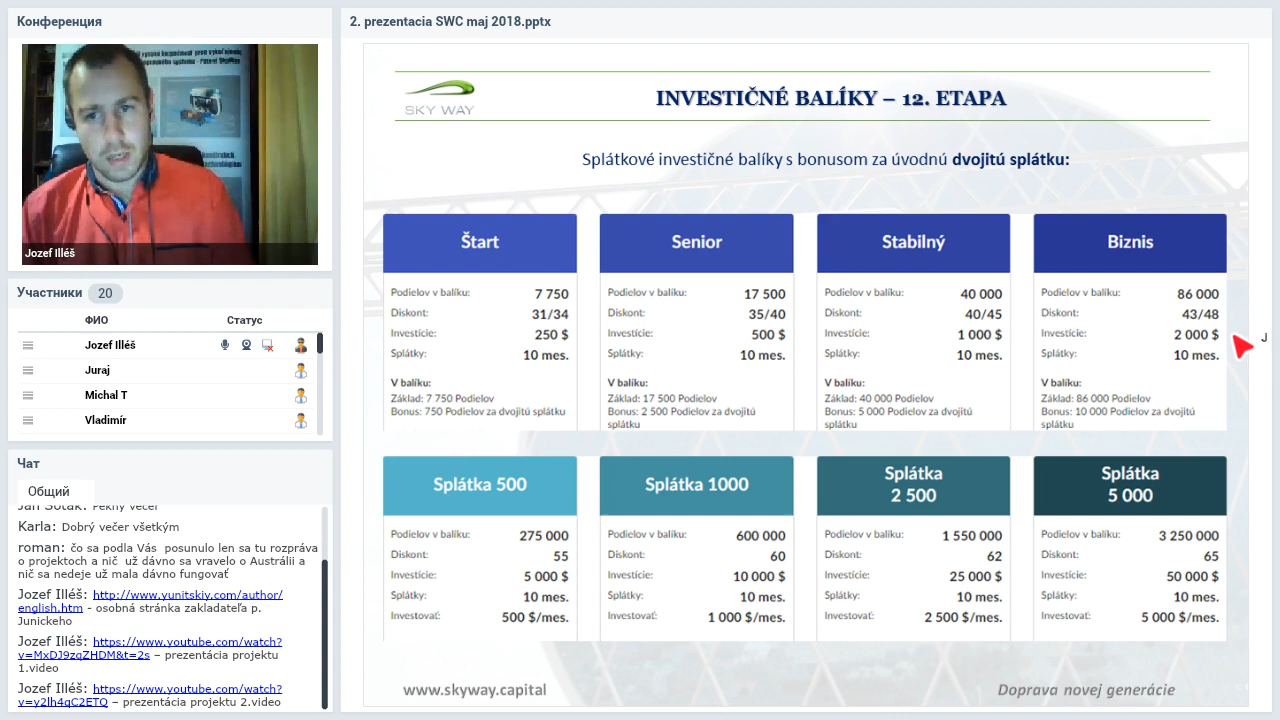 Конференция
Jozef Illéš
Участники 20
ФИО Статус
Jozef Illéš
Juraj
Michal T
Vladimír
Чат
Общий
Jan Soták: Pekný večer
Karla: Dobrý večer všetkým
roman: čo sa podla Vás posunulo len sa tu rozpráva
o projektoch a nič už dávno sa vravelo o Austrálii a
nič sa nedeje už mala dávno fungovať
Jozef Illéš: http://www.yunitskiy.com/author/
english.htm - osobná stránka zakladateľa p.
Junickeho
Jozef Illéš: https://www.youtube.com/watch?
v=MxDJ9zqZHDM&t=2s – prezentácia projektu
1.video
Jozef Illéš: https://www.youtube.com/watch?
v=y2lh4qC2ETQ – prezentácia projektu 2.video
2. prezentacia SWC maj 2018.pptx
SKY WAY
INVESTIČNÉ BALÍKY – 12. ETAPA
Splátkové investičné balíky s bonusom za úvodnú dvojitú splátku:
Štart
Podielov v balíku: 7 750
Diskont: 31/34
Investície: 250 $
Splátky: 10 mes.
V balíku:
Základ: 7 750 Podielov
Bonus: 750 Podielov za dvojitú splátku
Senior
Podielov v balíku: 17 500
Diskont: 35/40
Investície: 500 $
Splátky: 10 mes.
V balíku:
Základ: 17 500 Podielov
Bonus: 2 500 Podielov za dvojitú
splátku
Stabilný
Podielov v balíku: 40 000
Diskont: 40/45
Investície: 1 000 $
Splátky: 10 mes.
V balíku:
Základ: 40 000 Podielov
Bonus: 5 000 Podielov za dvojitú
splátku
Biznis
Podielov v balíku: 86 000
Diskont: 43/48
Investície: 2 000 $
Splátky: 10 mes.
V balíku:
Základ: 86 000 Podielov
Bonus: 10 000 Podielov za dvojitú
splátku
J
Splátka 500
Podielov v balíku: 275 000
Diskont: 55
Investície: 5 000 $
Splátky: 10 mes.
Investovať: 500 $/mes.
Splátka 1000
Podielov v balíku: 600 000
Diskont: 60
Investície: 10 000 $
Splátky: 10 mes.
Investovať: 1 000 $/mes.
Splátka
2 500
Podielov v balíku: 1 550 000
Diskont: 62
Investície: 25 000 $
Splátky: 10 mes.
Investovať: 2 500 $/mes.
Splátka
5 000
Podielov v balíku: 3 250 000
Diskont: 65
Investície: 50 000 $
Splátky: 10 mes.
Investovať: 5 000 $/mes.
www.skyway.capital
Doprava novej generácie